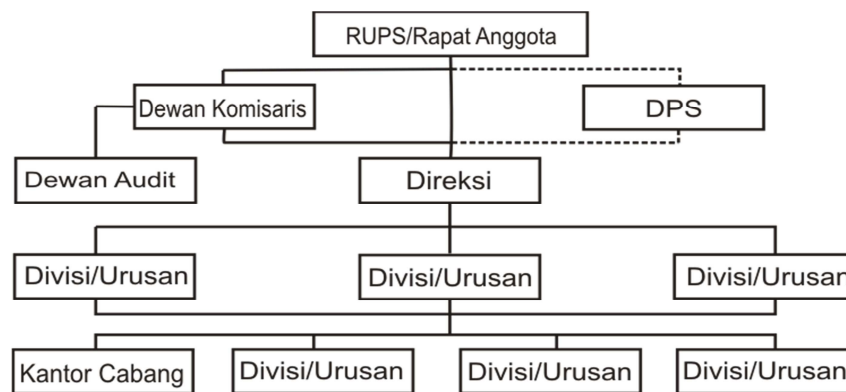 RUPS/Rapat Anggota
Dewan Komisaris
DPS
Dewan Audit
Direksi
Divisi/Urusan
Divisi/Urusan
Divisi/Urusan
Kantor Cabang
Divisi/Urusan
Divisi/Urusan
Divisi/Urusan